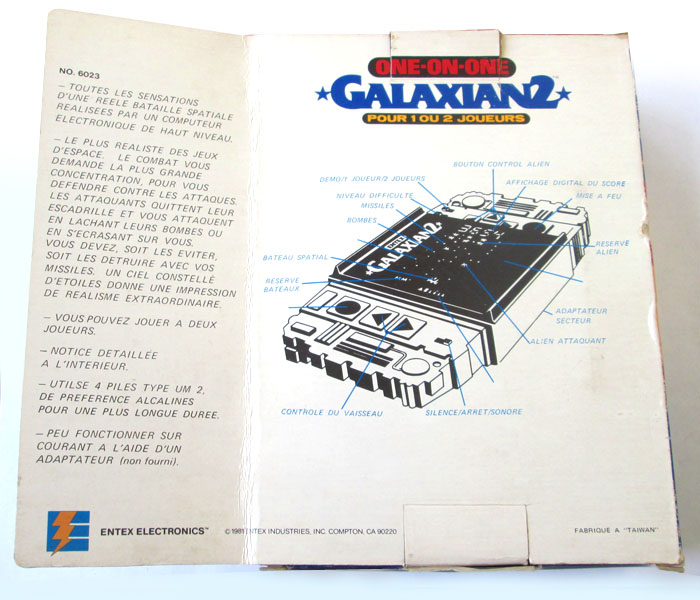 NO. 6023
— TOUTES LES SENSATIONS
D'UNE REELE BATAILLE SPATIALE
REALISEES PAR UN COMPUTEUR
ELECTRONIQUE DE HAUT NIVEAU.
— LE PLUS REALISTE DES JEUX
D'ESPACE. LE COMBAT VOUS
DEMANDE LA PLUS GRANDE
CONCENTRATION, POUR VOUS
DEFENDRE CONTRE LES ATTAQUES.
LES ATTAQUANTS QUITTENT LEUR
ESCADRILLE ET VOUS ATTAQUENT
EN LACHANT LEURS BOMBES OU
EN S'ECRASANT SUR VOUS.
VOUS DEVEZ, SOIT LES EVITER,
SOIT LES DETRUIRE AVEC VOS
MISSILES. UN CIEL CONSTELLÉ
D'ETOILES DONNE UNE IMPRESSION
DE REALISME EXTRAORDINAIRE.
— VOUS POUVEZ JOUER A DEUX
JOUEURS.
— NOTICE DETAILLEE
A L'INTERIEUR.
— UTILSE 4 PILES TYPE UM 2,
DE PREFERENCE ALCALINES
POUR UNE PLUS LONGUE DUREE.
— PEU FONCTIONNER SUR
COURANT A L'AIDE D'UN
ADAPTATEUR (non fourni).
ENTEX ELECTRONICS™
ONE-ON-ONE
GALAXIAN2™
POUR 1 OU 2 JOUEURS
BOUTON CONTROL ALIEN
DEMO/1 JOUEUR/2 JOUEURS
AFFICHAGE DIGITAL DU SCORE
NIVEAU DIFFICULTE
MISE A FEU
MISSILES
BOMBES
RESERVE
ALIEN
BATEAU SPATIAL
GALAXIAN2
RESERVE
BATEAUX
ADAPTATEUR
SECTEUR
ALIEN ATTAQUANT
CONTROLE DU VAISSEAU
SILENCE/ARRET/SONORE
© 1981 ENTEX INDUSTRIES, INC. COMPTON, CA 90220
FABRIQUÉ A "TAIWAN"